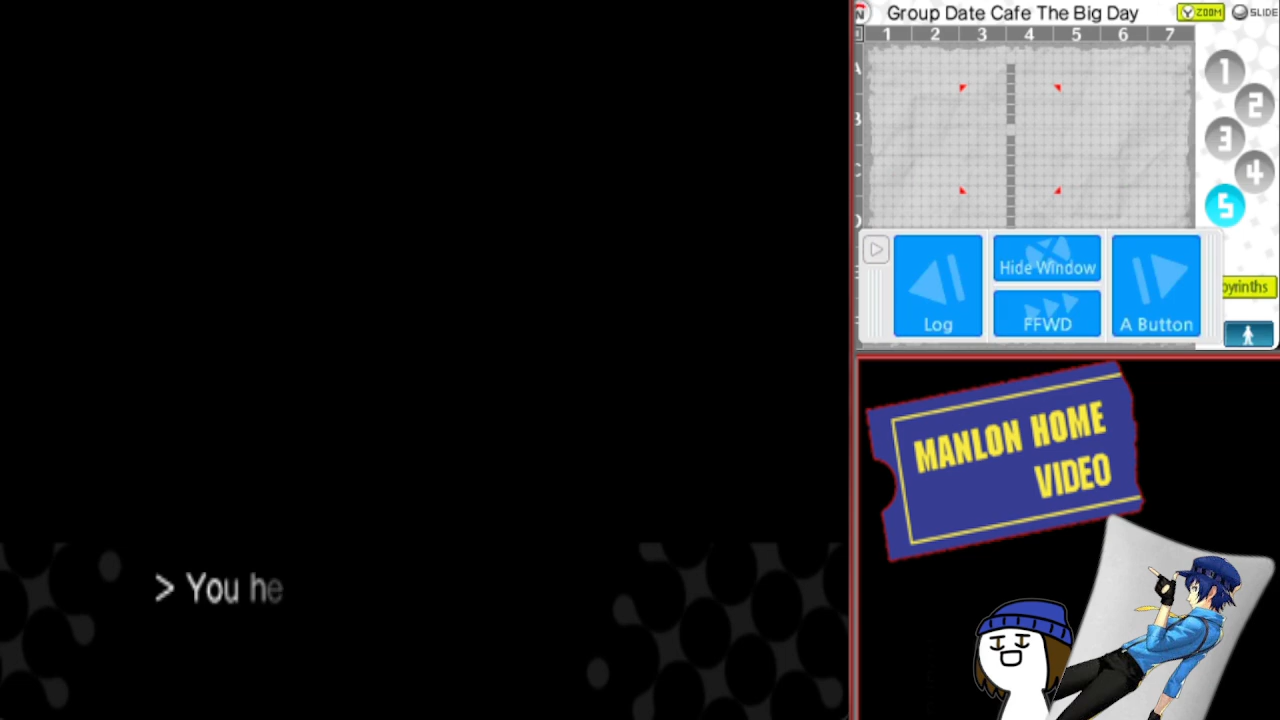 N Group Date Cafe The Big Day Y ZOOM SLIDE
1 2 3 4 5 6 7
A
B
C
D
1
2
3
4
5
Hide Window
Log FFWD A Button
byrinths
> You he
MANLON HOME
VIDEO